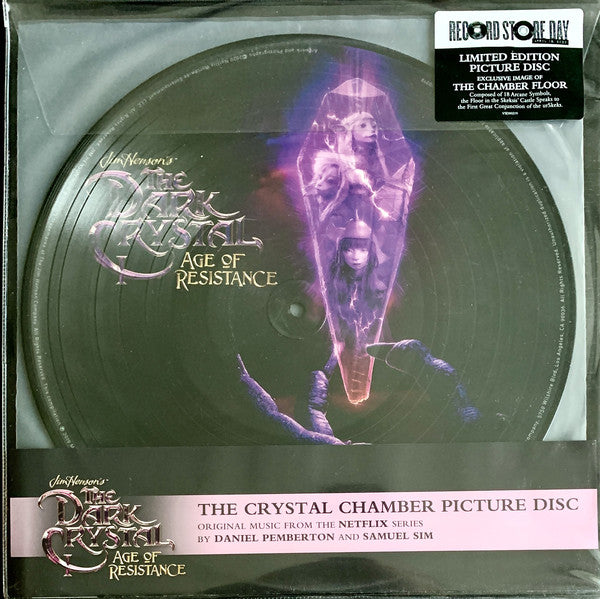 RECORD STORE DAY
LIMITED EDITION
PICTURE DISC
EXCLUSIVE IMAGE OF
THE CHAMBER FLOOR
Composed of 18 Arcane Symbols,
the Floor in the Skeksis' Castle Speaks to
the First Great Conjunction of the urSkeks.
Jim Henson's
THE
DARK
CRYSTAL
AGE OF
RESISTANCE
Jim Henson's
THE
DARK
CRYSTAL
AGE OF
RESISTANCE
THE CRYSTAL CHAMBER PICTURE DISC
ORIGINAL MUSIC FROM THE NETFLIX SERIES
BY DANIEL PEMBERTON AND SAMUEL SIM